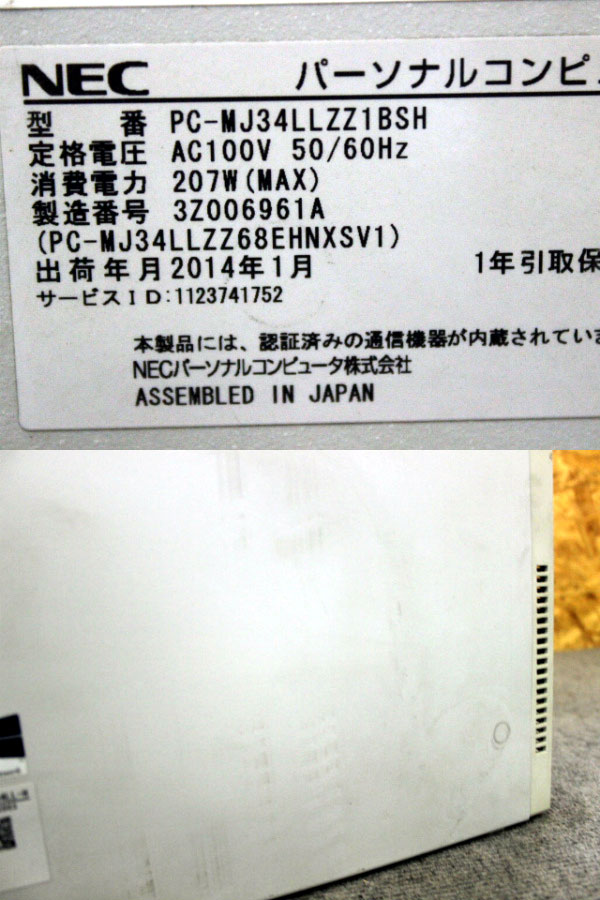 NEC パーソナルコンピ
型 番 PC-MJ34LLZZ1BSH
定格電圧 AC100V 50/60Hz
消費電力 207W(MAX)
製造番号 3Z006961A
(PC-MJ34LLZZ68EHNXSV1)
出荷年月 2014年1月 1年引取保
サービスID:1123741752
本製品には、認証済みの通信機器が内蔵されていま
NECパーソナルコンピュータ株式会社
ASSEMBLED IN JAPAN